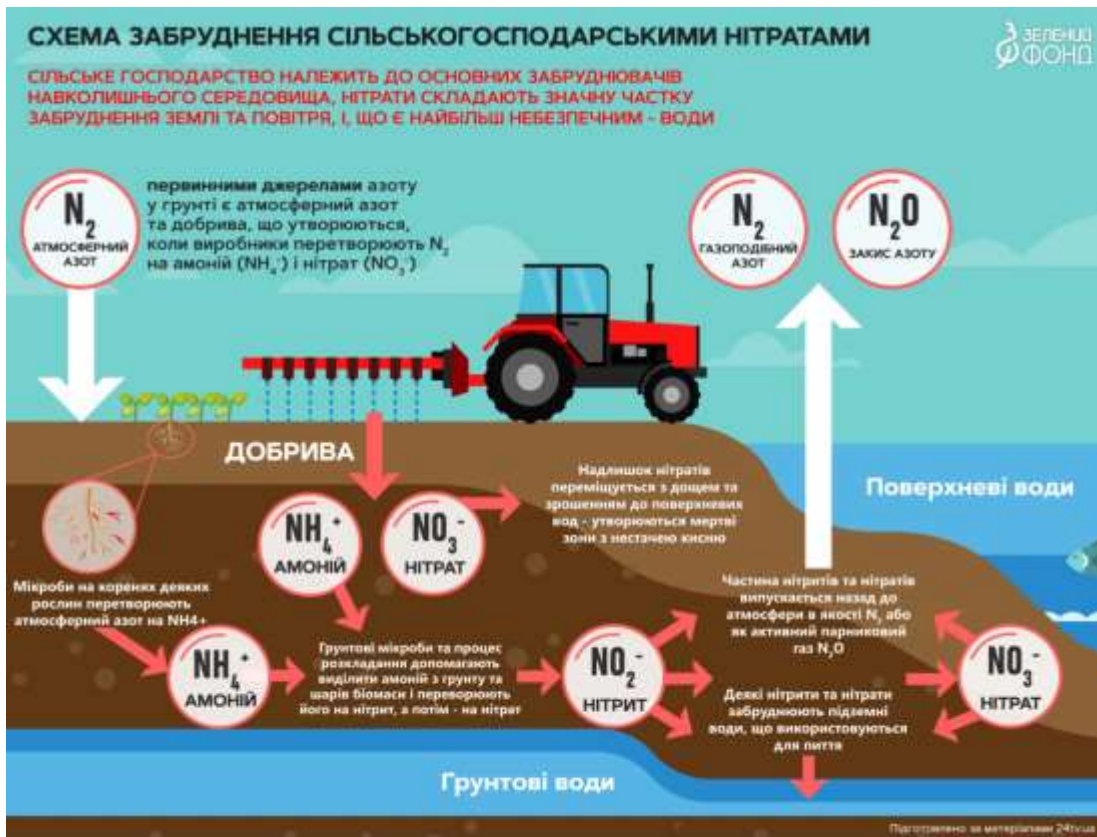 СХЕМА ЗАБРУДНЕННЯ СІЛЬСЬКОГОСПОДАРСЬКИМИ НІТРАТАМИ
ЗЕЛЕНИЙ
ФОНД
СІЛЬСЬКЕ ГОСПОДАРСТВО НАЛЕЖИТЬ ДО ОСНОВНИХ ЗАБРУДНЮВАЧІВ
НАВКОЛИШНЬОГО СЕРЕДОВИЩА, НІТРАТИ СКЛАДАЮТЬ ЗНАЧНУ ЧАСТКУ
ЗАБРУДНЕННЯ ЗЕМЛІ ТА ПОВІТРЯ, І, ЩО Є НАЙБІЛЬШ НЕБЕЗПЕЧНИМ - ВОДИ
N₂
АТМОСФЕРНИЙ
АЗОТ
первинними джерелами азоту
у грунті є атмосферний азот
та добрива, що утворюються,
коли виробники перетворюють N₂
на амоній (NH₄⁻) і нітрат (NO₃⁻)
N₂
ГАЗОПОДІБНИЙ
АЗОТ
N₂O
ЗАКИС АЗОТУ
ДОБРИВА
NH₄⁺
АМОНІЙ
NO₃⁻
НІТРАТ
Надлишок нітратів
переміщується з дощем та
зрошенням до поверхневих
вод - утворюються мертві
зони з нестачею кисню
Поверхневі води
Мікроби на коренях деяких
рослин перетворюють
атмосферний азот на NH4+
NH₄⁺
АМОНІЙ
Грунтові мікроби та процес
розкладання допомагають
виділити амоній з грунту та
шарів біомаси і перетворюють
його на нітрит, а потім - на нітрат
NO₂⁻
НІТРИТ
Частина нітритів та нітратів
випускається назад до
атмосфери в якості N₂ або
як активний парниковий
газ N₂O
Деякі нітрити та нітрати
забруднюють підземні
води, що використовуються
для пиття
NO₃⁻
НІТРАТ
Грунтові води
Підготовлено за матеріалами 24tv.ua